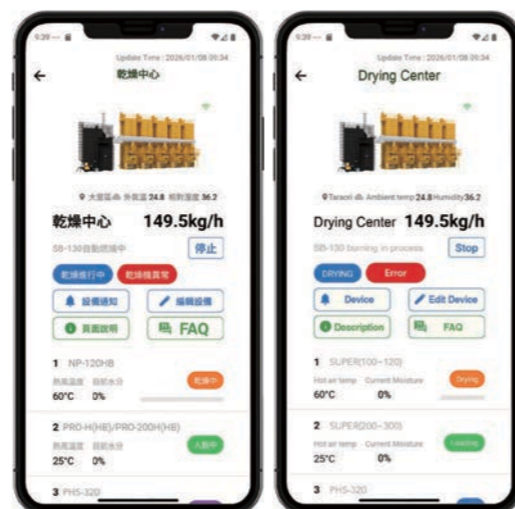 9:39
Update Time : 2026/01/08 09:34
乾燥中心
大里區 外氣溫 24.8 相對濕度 36.2
乾燥中心 149.5kg/h
SB-130自動燃燒中 停止
乾燥進行中 乾燥機異常
設備通知 編輯設備
頁面說明 FAQ
1 NP-120HB
熱風溫度 目前水分 乾燥中
60°C 0%
2 PRO-H(HB)/PRO-200H(HB)
熱風溫度 目前水分 入穀中
25°C 0%
3 PHS-320
9:39
Update Time : 2026/01/08 09:34
Drying Center
Ambient temp 24.8 Humidity 36.2
Drying Center 149.5kg/h
SB-130 burning in process Stop
DRYING Error
Device Edit Device
Description FAQ
1 SUPER(100~120)
Hot air temp Current Moisture Drying
60°C 0%
2 SUPER(200~300)
Hot air temp Current Moisture Loading
25°C 0%
3 PHS-320